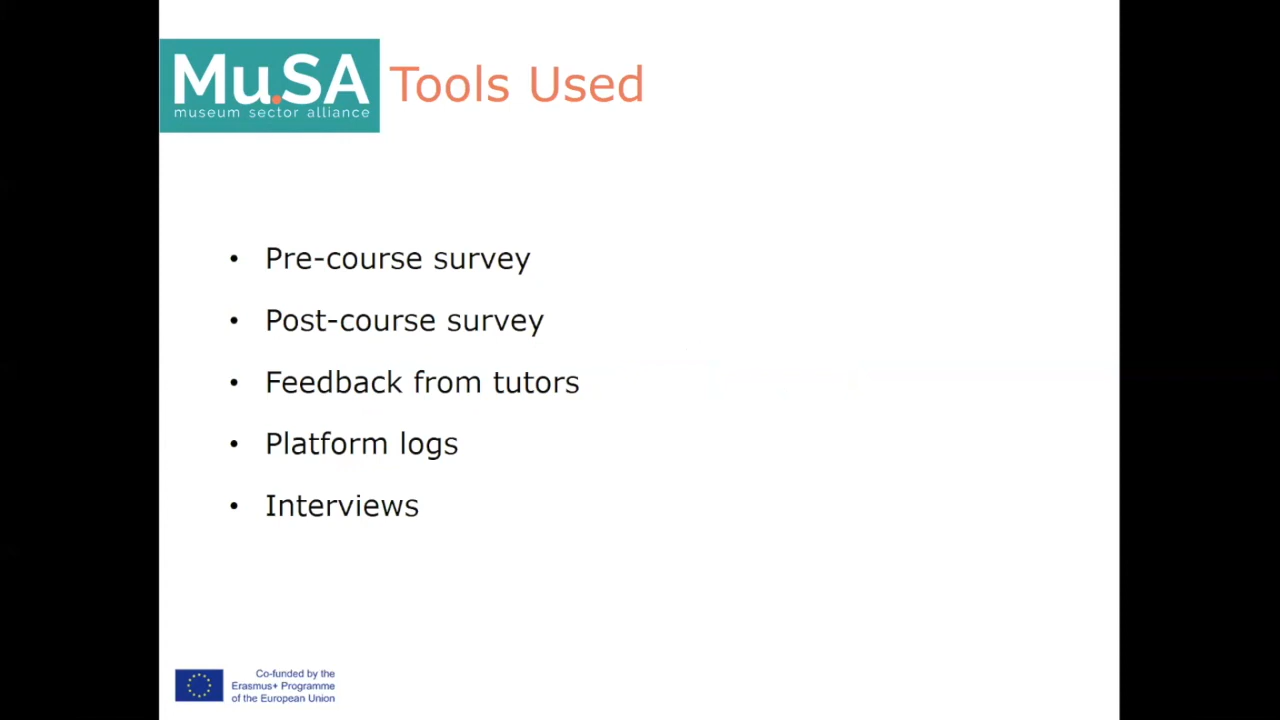 Mu.SA
museum sector alliance
Tools Used
• Pre-course survey
• Post-course survey
• Feedback from tutors
• Platform logs
• Interviews
Co-funded by the
Erasmus+ Programme
of the European Union